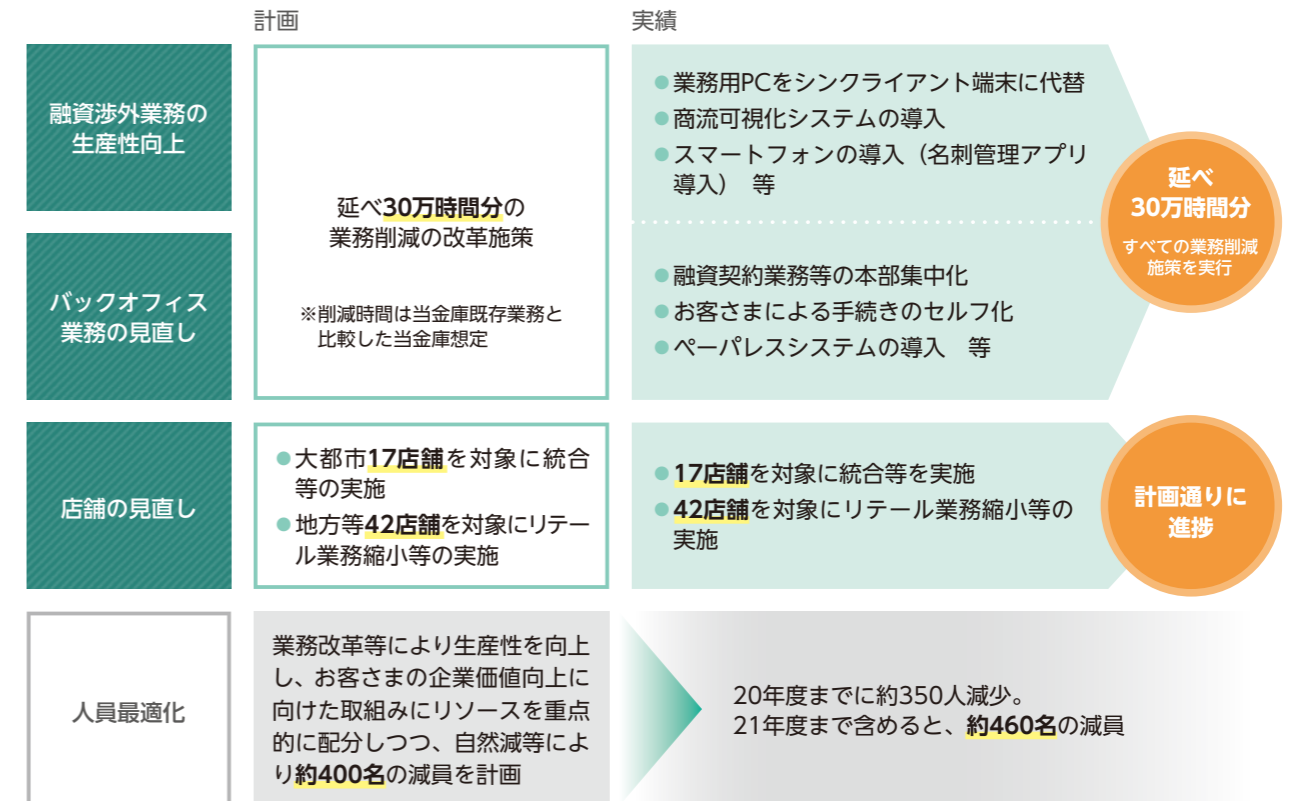 計画
実績
融資渉外業務の
生産性向上
バックオフィス
業務の見直し
延べ30万時間分の
業務削減の改革施策
※削減時間は当金庫既存業務と
比較した当金庫想定
●業務用PCをシンクライアント端末に代替
●商流可視化システムの導入
●スマートフォンの導入（名刺管理アプリ
導入）　等
●融資契約業務等の本部集中化
●お客さまによる手続きのセルフ化
●ペーパレスシステムの導入　等
延べ
30万時間分
すべての業務削減
施策を実行
店舗の見直し
●大都市17店舗を対象に統合
等の実施
●地方等42店舗を対象にリテー
ル業務縮小等の実施
●17店舗を対象に統合等を実施
●42店舗を対象にリテール業務縮小等の
実施
計画通りに
進捗
人員最適化
業務改革等により生産性を向上
し、お客さまの企業価値向上に
向けた取組みにリソースを重点
的に配分しつつ、自然減等によ
り約400名の減員を計画
20年度までに約350人減少。
21年度まで含めると、約460名の減員